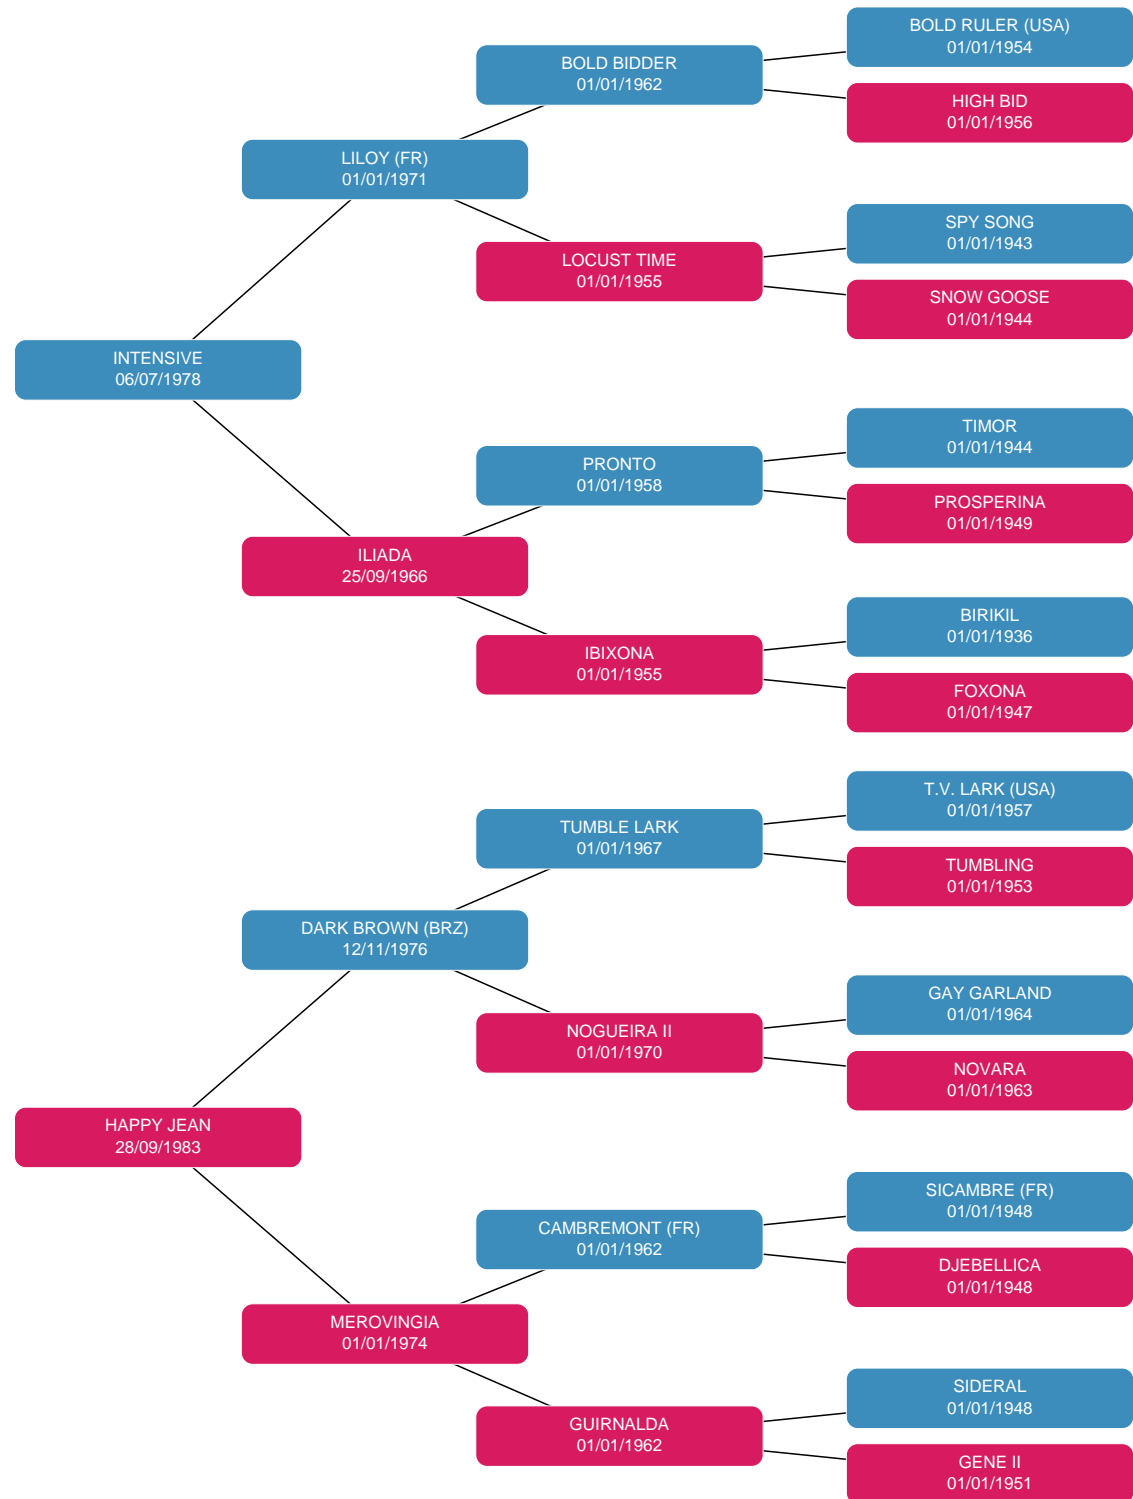 BOLD RULER (USA)
01/01/1954
BOLD BIDDER
01/01/1962
HIGH BID
01/01/1956
LILOY (FR)
01/01/1971
SPY SONG
01/01/1943
LOCUST TIME
01/01/1955
SNOW GOOSE
01/01/1944
INTENSIVE
06/07/1978
TIMOR
01/01/1944
PRONTO
01/01/1958
PROSPERINA
01/01/1949
ILIADA
25/09/1966
BIRIKIL
01/01/1936
IBIXONA
01/01/1955
FOXONA
01/01/1947
T.V. LARK (USA)
01/01/1957
TUMBLE LARK
01/01/1967
TUMBLING
01/01/1953
DARK BROWN (BRZ)
12/11/1976
GAY GARLAND
01/01/1964
NOGUEIRA II
01/01/1970
NOVARA
01/01/1963
HAPPY JEAN
28/09/1983
SICAMBRE (FR)
01/01/1948
CAMBREMONT (FR)
01/01/1962
DJEBELLICA
01/01/1948
MEROVINGIA
01/01/1974
SIDERAL
01/01/1948
GUIRNALDA
01/01/1962
GENE II
01/01/1951